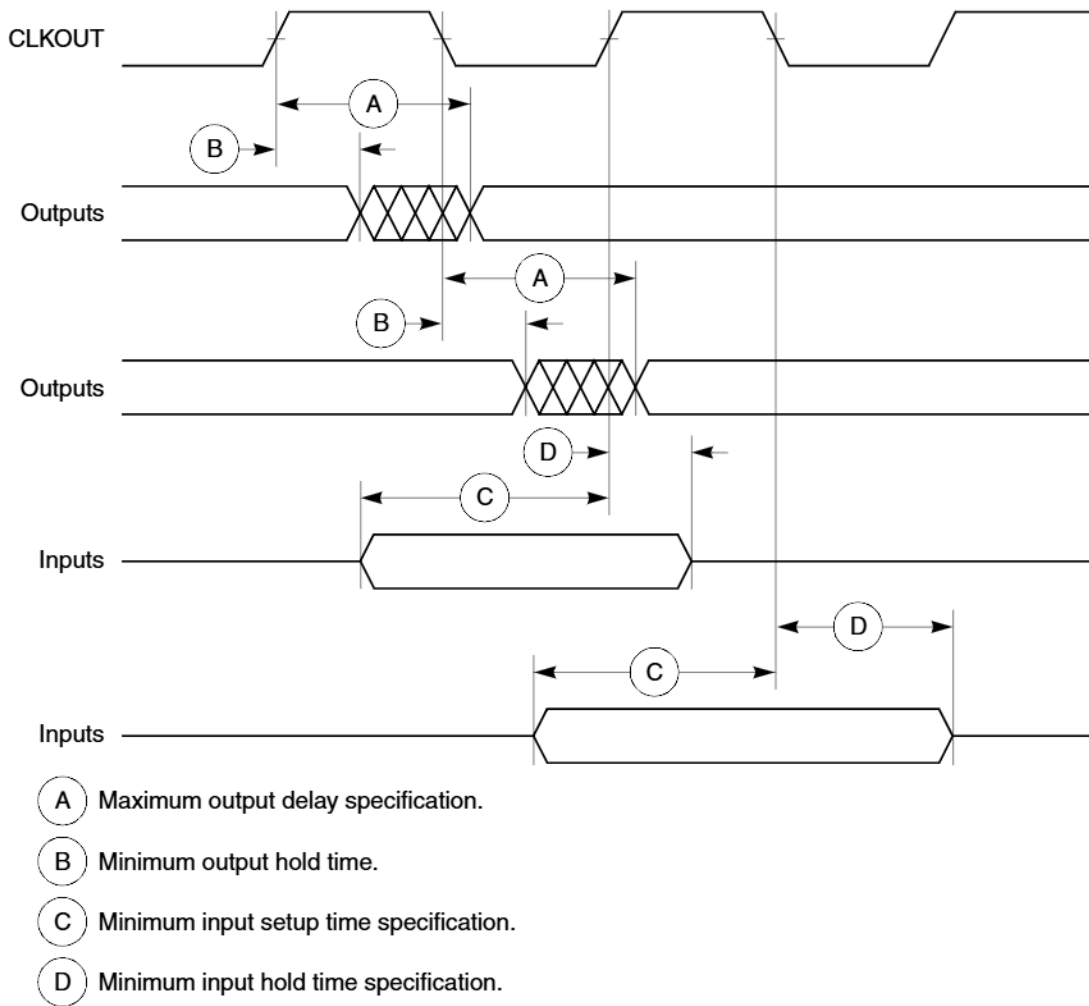 CLKOUT
A
B
Outputs
A
B
Outputs
D
C
Inputs
D
C
Inputs
A Maximum output delay specification.
B Minimum output hold time.
C Minimum input setup time specification.
D Minimum input hold time specification.